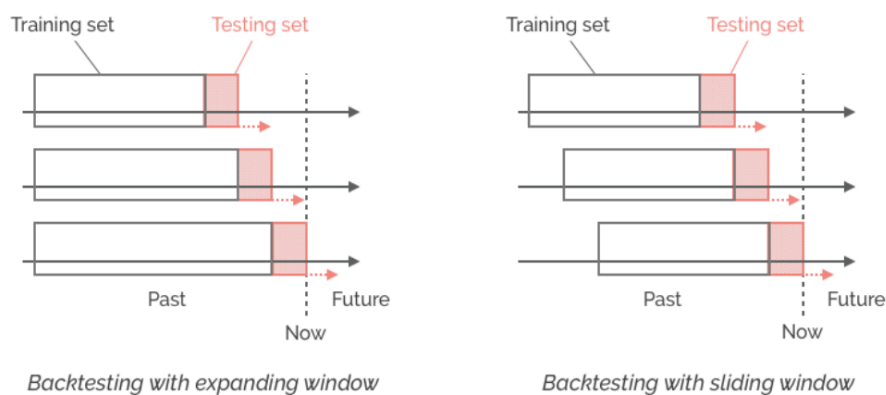 Training set
Testing set
Past
Future
Now
Backtesting with expanding window
Training set
Testing set
Past
Future
Now
Backtesting with sliding window